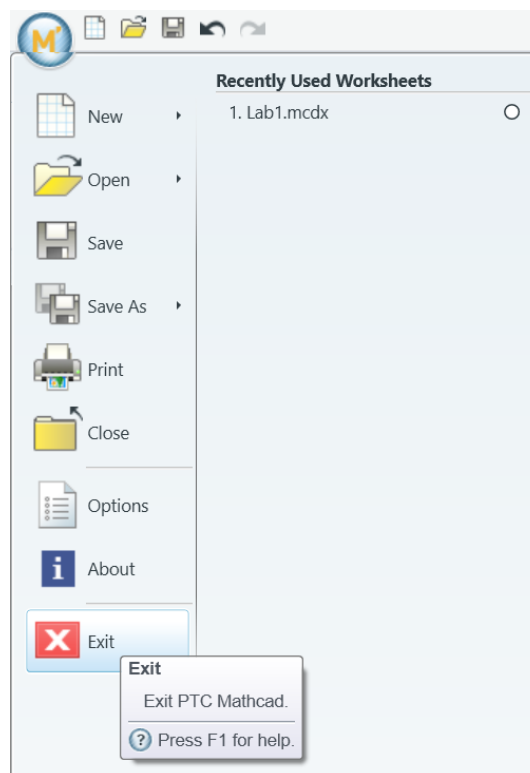 Recently Used Worksheets
New
1. Lab1.mcdx
Open
Save
Save As
Print
Close
Options
About
Exit
Exit
Exit PTC Mathcad.
Press F1 for help.